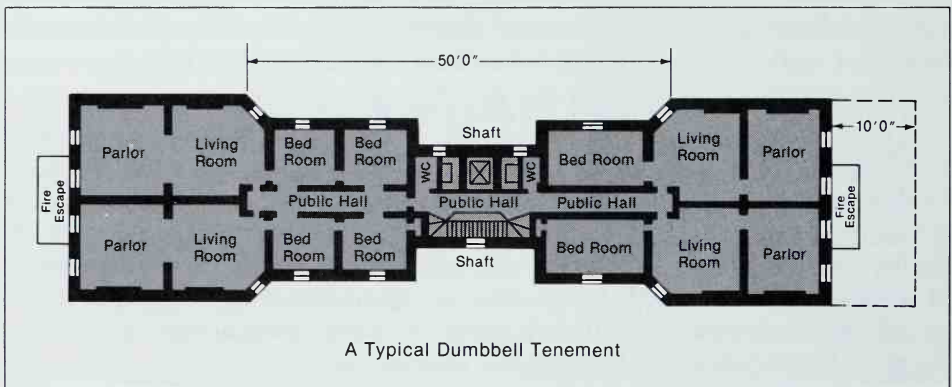 50'0"
Shaft
10'0"
Parlor
Living
Room
Bed
Room
Bed
Room
WC
WC
Bed Room
Living
Room
Parlor
Fire
Escape
Public Hall
Public Hall
Public Hall
Fire
Escape
Parlor
Living
Room
Bed
Room
Bed
Room
Shaft
Bed Room
Living
Room
Parlor
A Typical Dumbbell Tenement